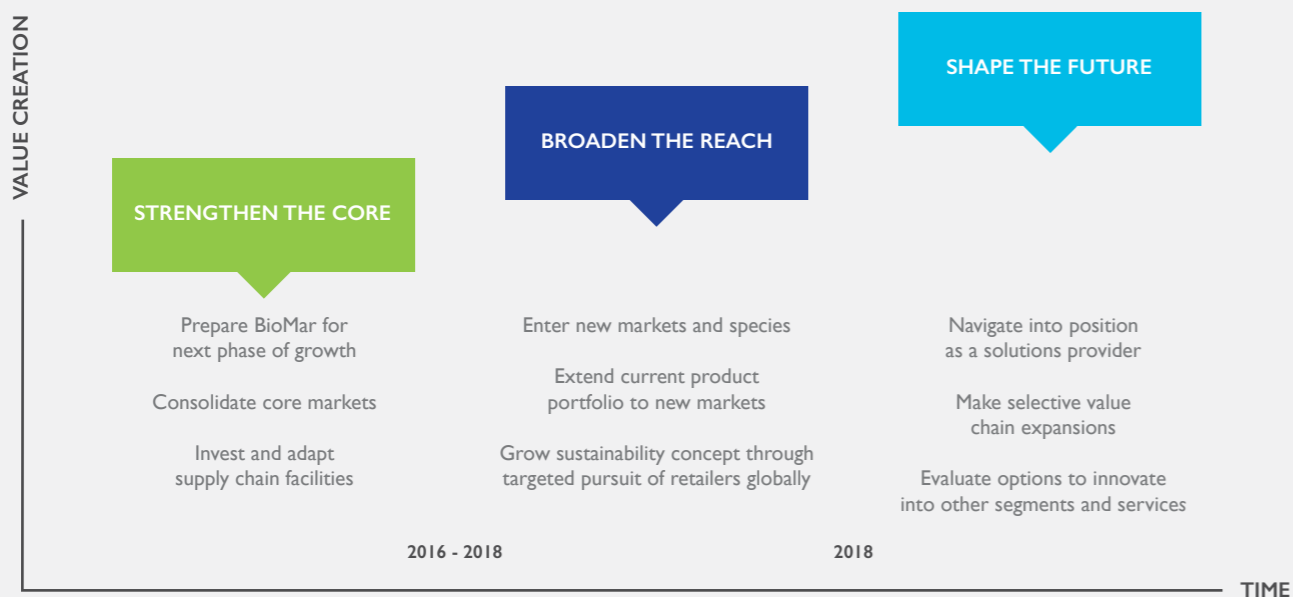 VALUE CREATION
STRENGTHEN THE CORE
Prepare BioMar for
next phase of growth
Consolidate core markets
Invest and adapt
supply chain facilities
BROADEN THE REACH
Enter new markets and species
Extend current product
portfolio to new markets
Grow sustainability concept through
targeted pursuit of retailers globally
SHAPE THE FUTURE
Navigate into position
as a solutions provider
Make selective value
chain expansions
Evaluate options to innovate
into other segments and services
2016 - 2018
2018
TIME